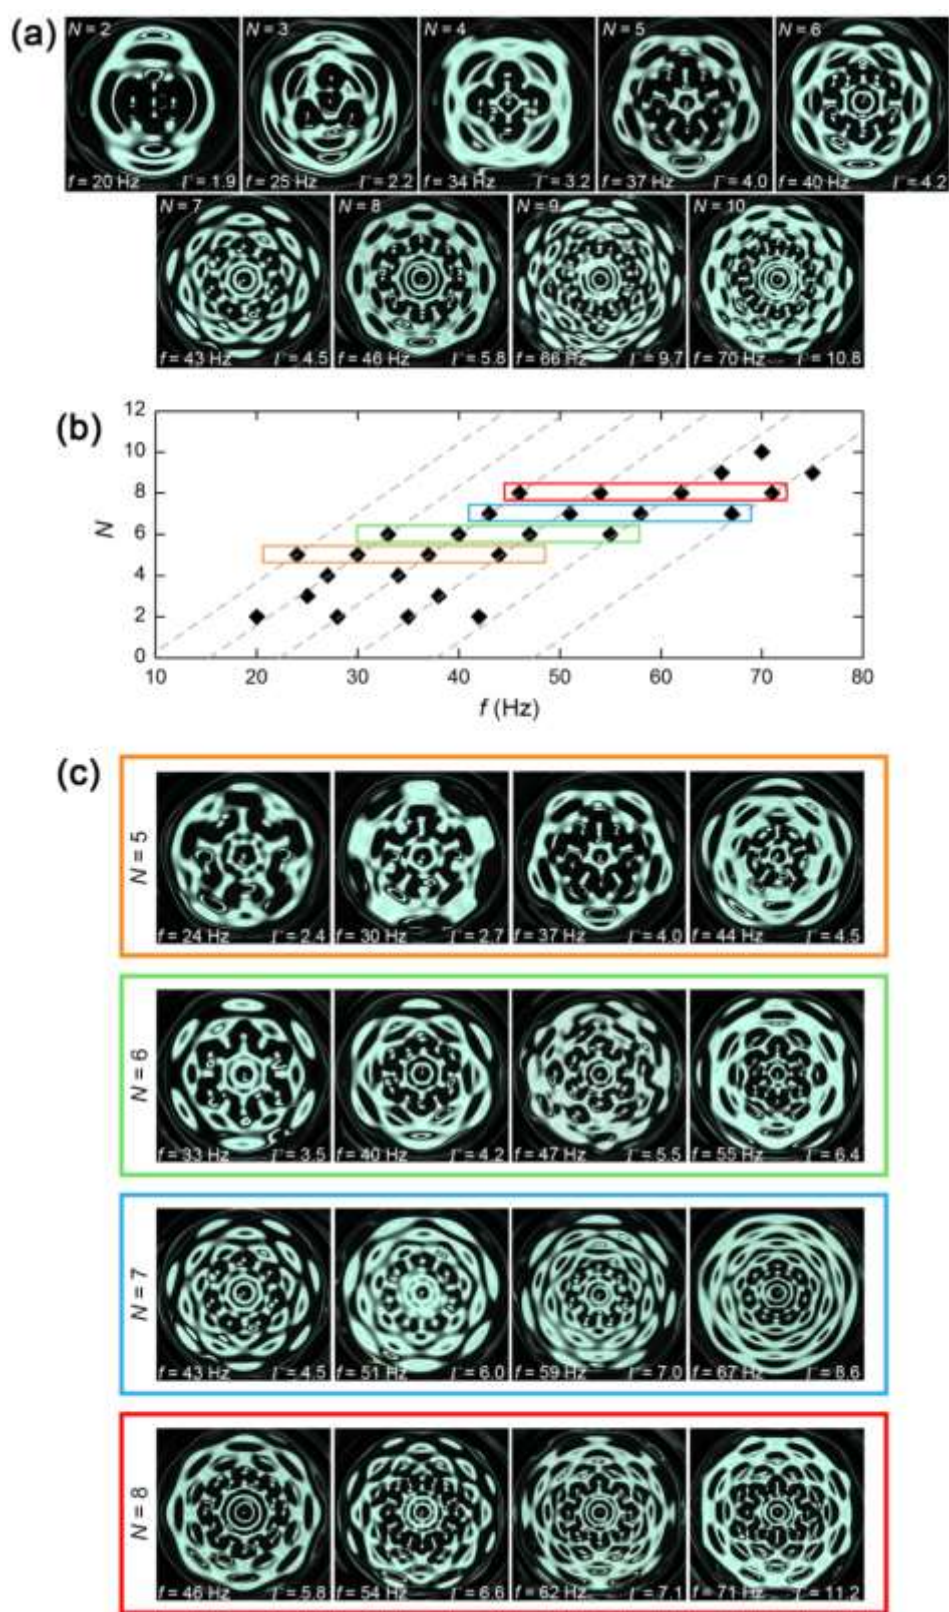 (a)
N = 2 N = 3 N = 4 N = 5 N = 6
f = 20 Hz Γ = 1.9 f = 25 Hz Γ = 2.2 f = 34 Hz Γ = 3.2 f = 37 Hz Γ = 4.0 f = 40 Hz Γ = 4.2
N = 7 N = 8 N = 9 N = 10
f = 43 Hz Γ = 4.5 f = 46 Hz Γ = 5.8 f = 66 Hz Γ = 9.7 f = 70 Hz Γ = 10.8
(b)
N
12
10
8
6
4
2
0
10 20 30 40 50 60 70 80
f (Hz)
(c)
N = 5
f = 24 Hz Γ = 2.4 f = 30 Hz Γ = 2.7 f = 37 Hz Γ = 4.0 f = 44 Hz Γ = 4.5
N = 6
f = 33 Hz Γ = 3.5 f = 40 Hz Γ = 4.2 f = 47 Hz Γ = 5.5 f = 55 Hz Γ = 6.4
N = 7
f = 43 Hz Γ = 4.5 f = 51 Hz Γ = 6.0 f = 59 Hz Γ = 7.0 f = 67 Hz Γ = 8.6
N = 8
f = 46 Hz Γ = 5.8 f = 54 Hz Γ = 6.6 f = 62 Hz Γ = 7.1 f = 71 Hz Γ = 11.2